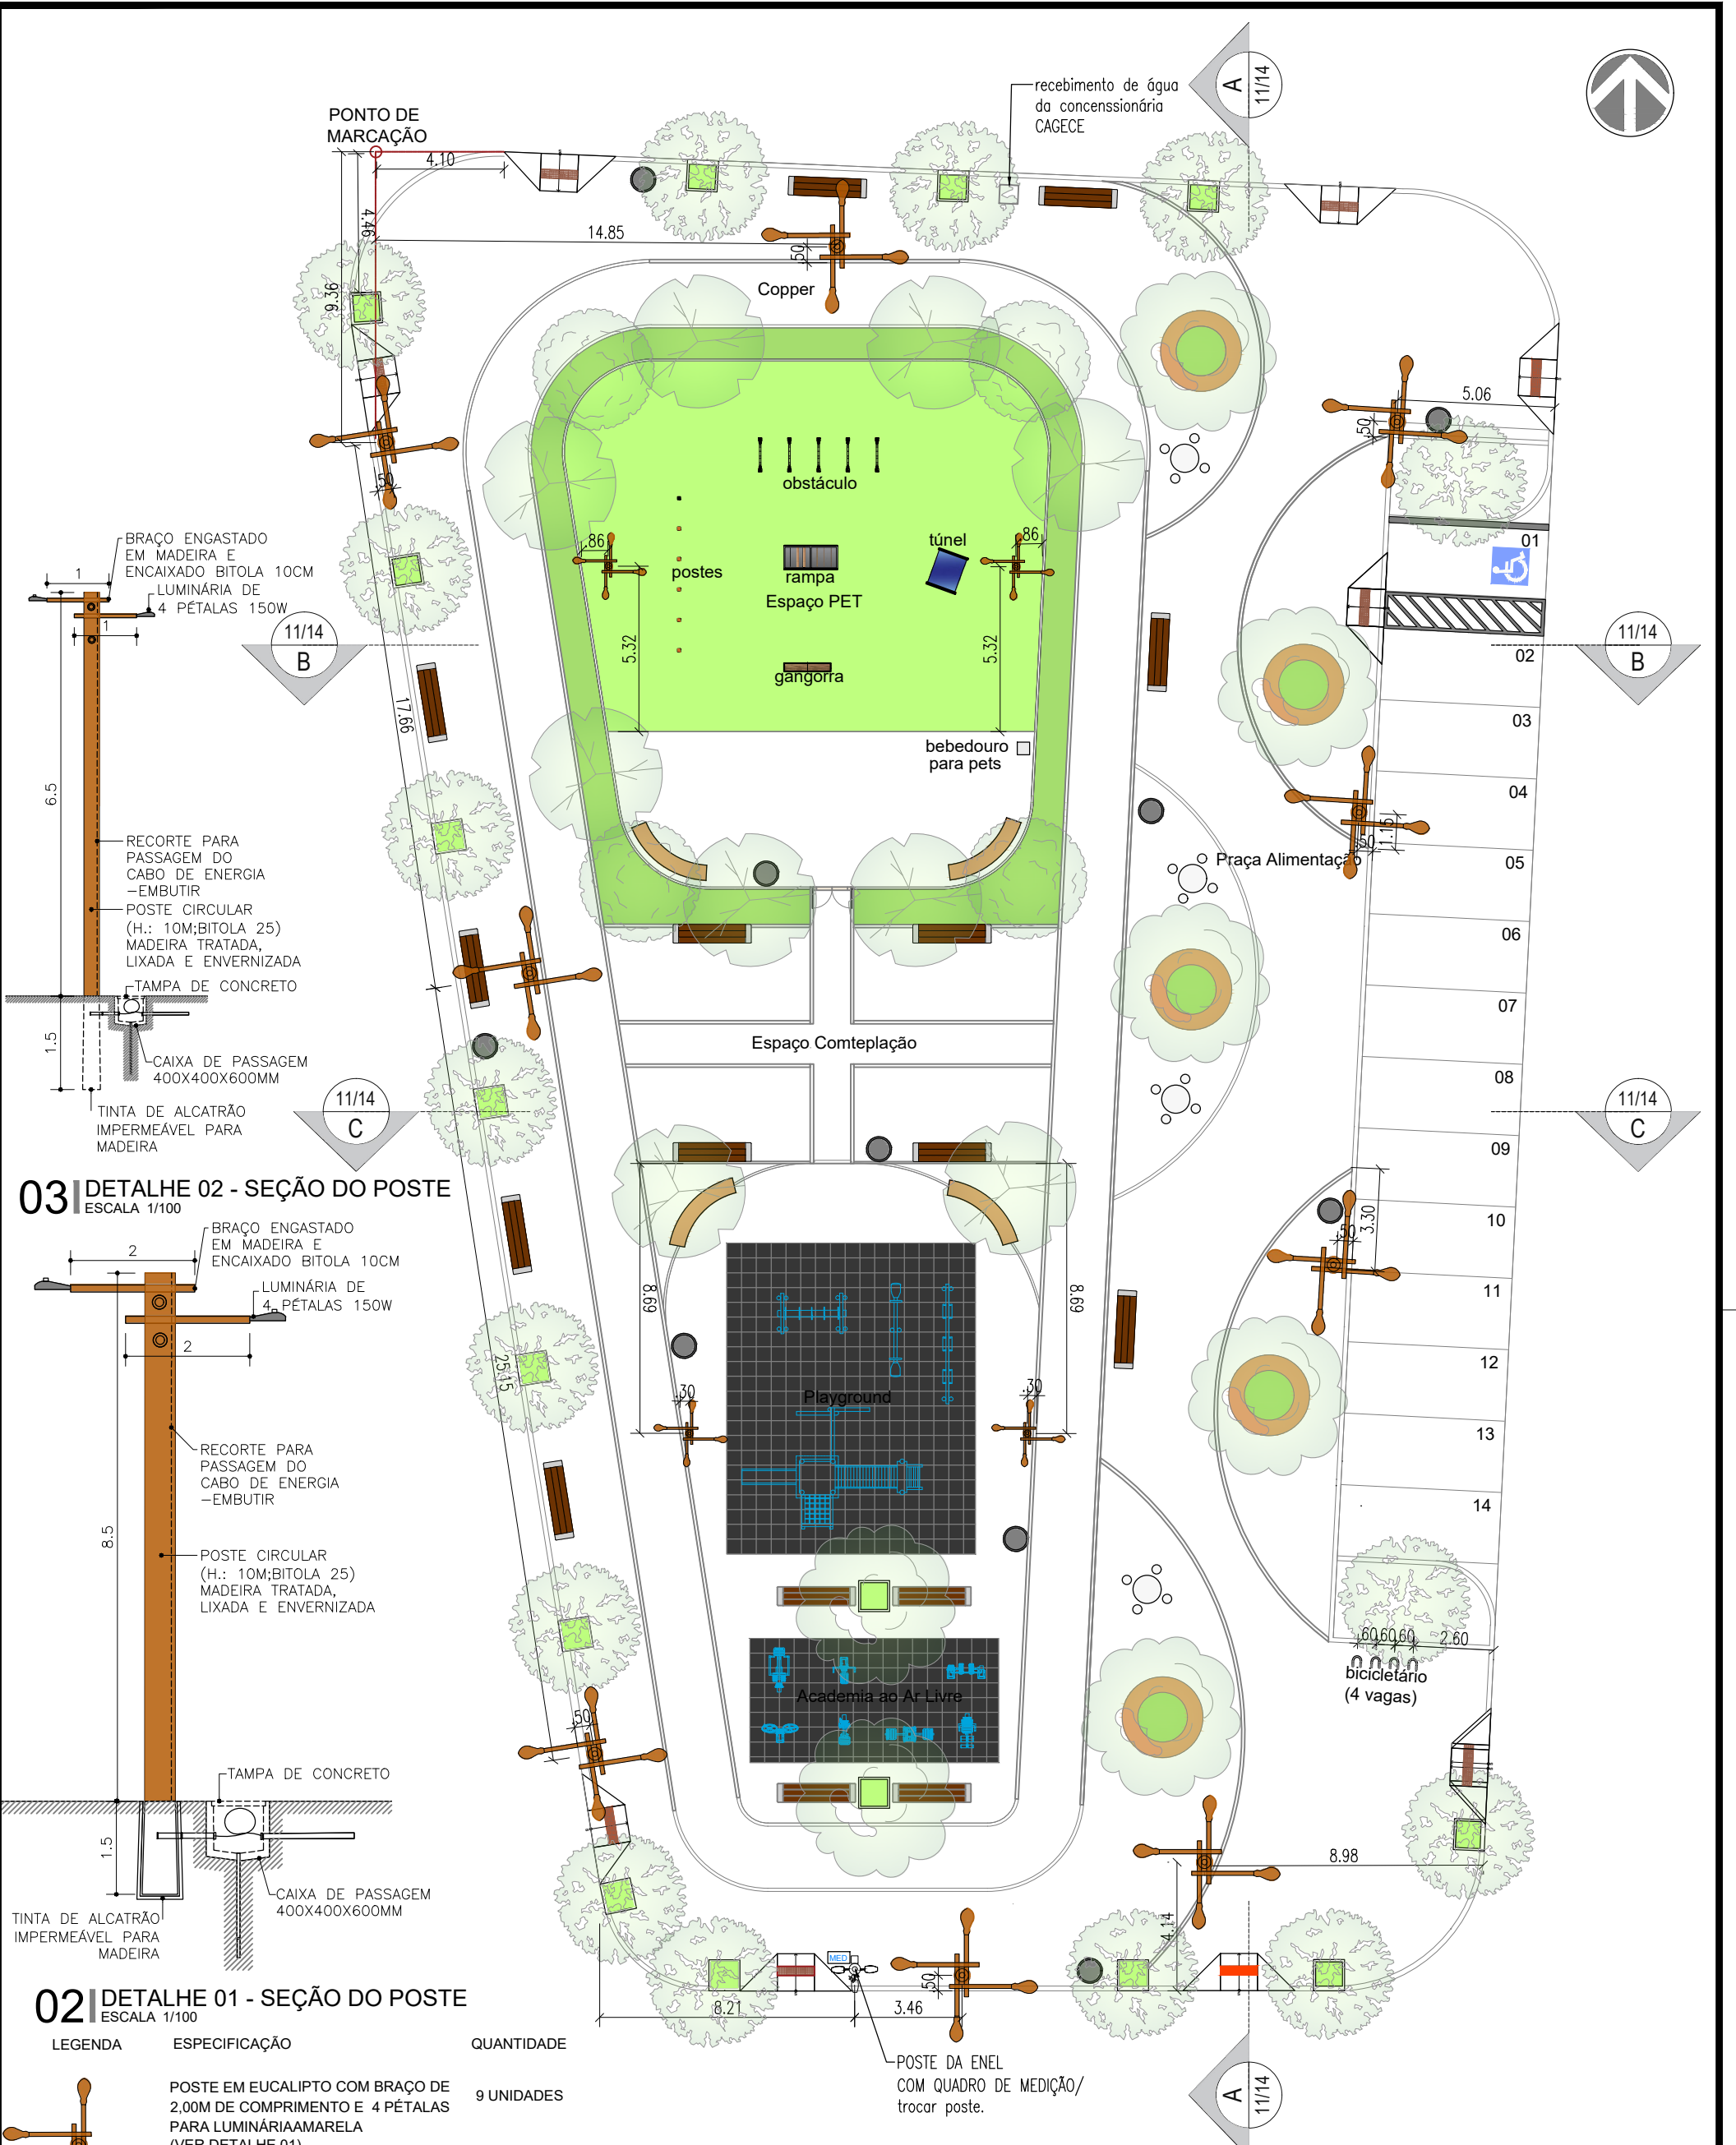 PONTO DE
MARCAÇÃO
4.10
recebimento de água
da concenssionária
CAGECE
A
11/14
4.46
14.85
.50
9.36
Copper
5.06
.50
.50
obstáculo
.86
postes
rampa
Espaço PET
túnel
.86
5.32
5.32
gangorra
bebedouro
para pets
01
02
03
04
05
06
07
08
09
10
11
12
13
14
11/14
B
11/14
B
17.66
BRAÇO ENGASTADO
EM MADEIRA E
ENCAIXADO BITOLA 10CM
LUMINÁRIA DE
4 PÉTALAS 150W
1
1
6.5
RECORTE PARA
PASSAGEM DO
CABO DE ENERGIA
-EMBUTIR
POSTE CIRCULAR
(H.: 10M;BITOLA 25)
MADEIRA TRATADA,
LIXADA E ENVERNIZADA
TAMPA DE CONCRETO
1.5
CAIXA DE PASSAGEM
400X400X600MM
TINTA DE ALCATRÃO
IMPERMEÁVEL PARA
MADEIRA
03 DETALHE 02 - SEÇÃO DO POSTE
ESCALA 1/100
Praça Alimentação
.50
1.15
Espaço Comteplação
11/14
C
11/14
C
.50
3.30
8.69
8.69
25.15
.30
.30
Playground
Academia ao Ar Livre
.60
.60
.60
2.60
bicicletário
(4 vagas)
.50
8.98
4.14
MED
.50
8.21
3.46
POSTE DA ENEL
COM QUADRO DE MEDIÇÃO/
trocar poste.
A
11/14
BRAÇO ENGASTADO
EM MADEIRA E
ENCAIXADO BITOLA 10CM
2
LUMINÁRIA DE
4 PÉTALAS 150W
2
8.5
RECORTE PARA
PASSAGEM DO
CABO DE ENERGIA
-EMBUTIR
POSTE CIRCULAR
(H.: 10M;BITOLA 25)
MADEIRA TRATADA,
LIXADA E ENVERNIZADA
TAMPA DE CONCRETO
1.5
CAIXA DE PASSAGEM
400X400X600MM
TINTA DE ALCATRÃO
IMPERMEÁVEL PARA
MADEIRA
02 DETALHE 01 - SEÇÃO DO POSTE
ESCALA 1/100
LEGENDA ESPECIFICAÇÃO QUANTIDADE
POSTE EM EUCALIPTO COM BRAÇO DE
2,00M DE COMPRIMENTO E 4 PÉTALAS
PARA LUMINÁRIAAMARELA
(VER DETALHE 01)
9 UNIDADES